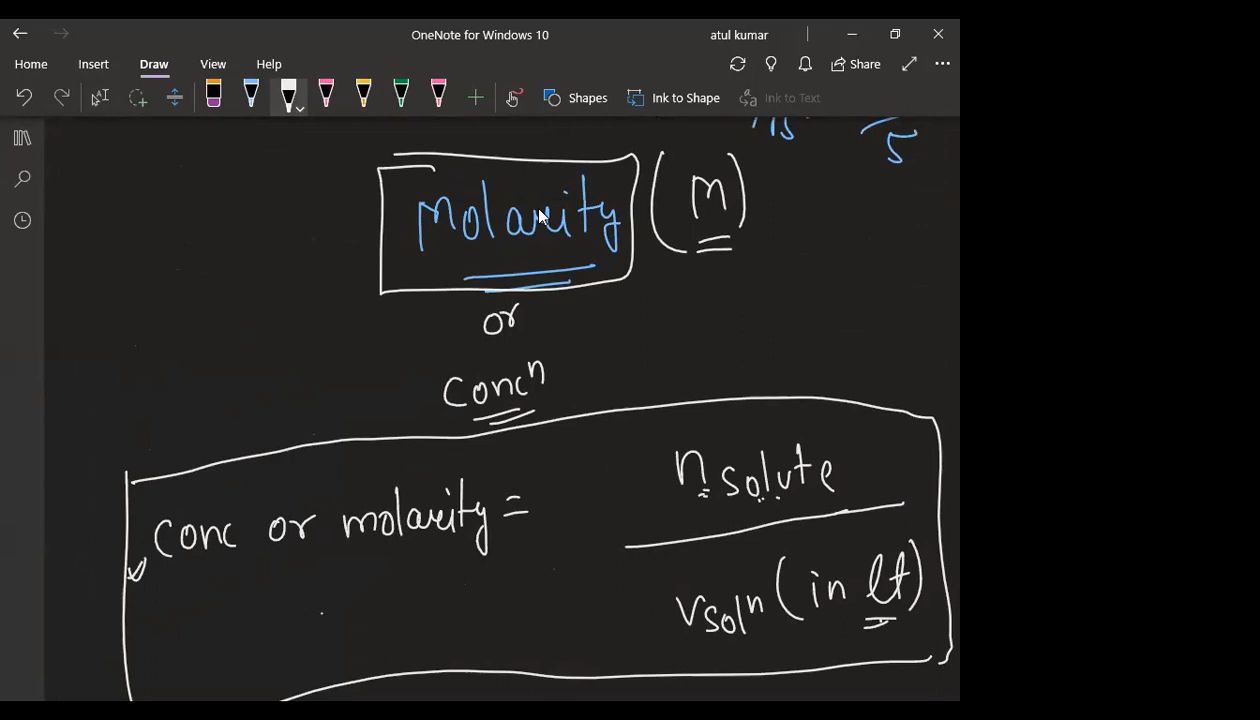 OneNote for Windows 10
atul kumar
Home Insert Draw View Help
Share
Shapes Ink to Shape Ink to Text
5
Molarity (M)
or
Concⁿ
Conc or molarity = n solute
Vsolⁿ (in lt)